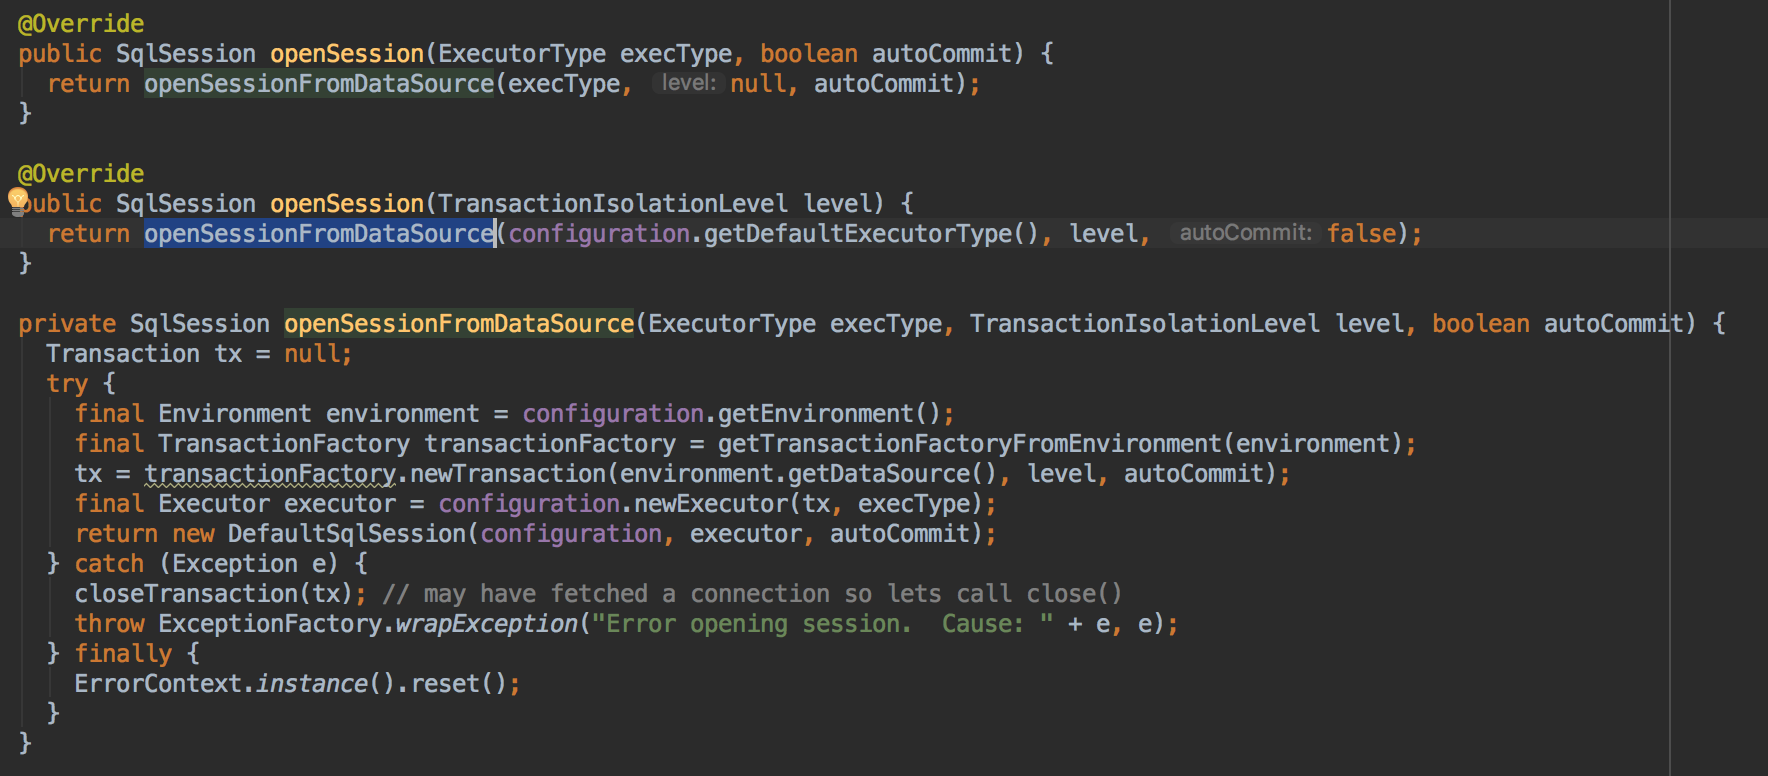 @Override
public SqlSession openSession(ExecutorType execType, boolean autoCommit) {
return openSessionFromDataSource(execType, level: null, autoCommit);
}
@Override
public SqlSession openSession(TransactionIsolationLevel level) {
return openSessionFromDataSource(configuration.getDefaultExecutorType(), level, autoCommit: false);
}
private SqlSession openSessionFromDataSource(ExecutorType execType, TransactionIsolationLevel level, boolean autoCommit) {
Transaction tx = null;
try {
final Environment environment = configuration.getEnvironment();
final TransactionFactory transactionFactory = getTransactionFactoryFromEnvironment(environment);
tx = transactionFactory.newTransaction(environment.getDataSource(), level, autoCommit);
final Executor executor = configuration.newExecutor(tx, execType);
return new DefaultSqlSession(configuration, executor, autoCommit);
} catch (Exception e) {
closeTransaction(tx); // may have fetched a connection so lets call close()
throw ExceptionFactory.wrapException("Error opening session.  Cause: " + e, e);
} finally {
ErrorContext.instance().reset();
}
}